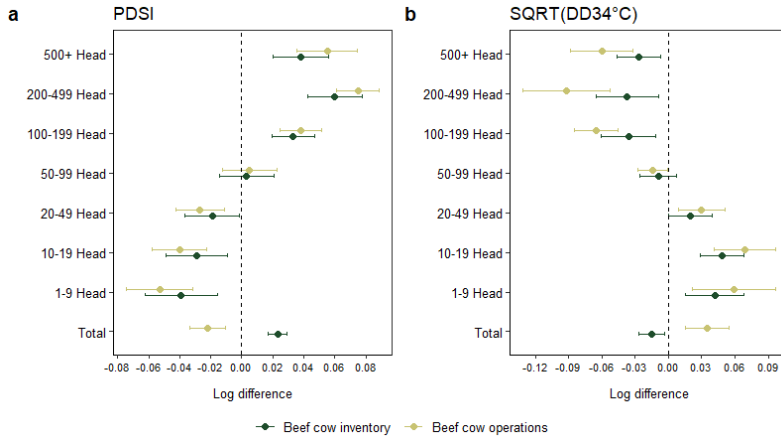 a PDSI
500+ Head
200-499 Head
100-199 Head
50-99 Head
20-49 Head
10-19 Head
1-9 Head
Total
-0.08 -0.06 -0.04 -0.02 0.00 0.02 0.04 0.06 0.08
Log difference
b SQRT(DD34°C)
500+ Head
200-499 Head
100-199 Head
50-99 Head
20-49 Head
10-19 Head
1-9 Head
Total
-0.12 -0.09 -0.06 -0.03 0.00 0.03 0.06 0.09
Log difference
Beef cow inventory Beef cow operations